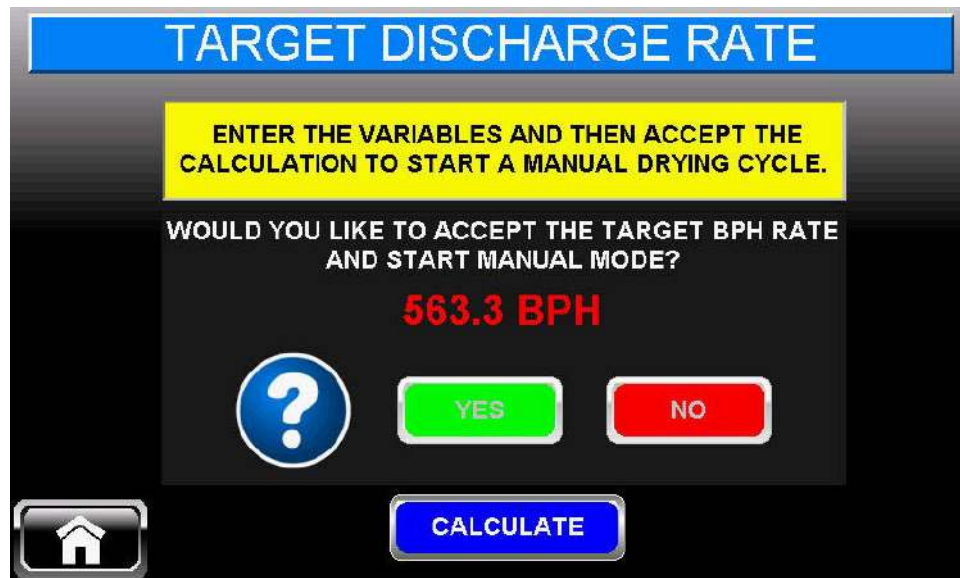 TARGET DISCHARGE RATE
ENTER THE VARIABLES AND THEN ACCEPT THE
CALCULATION TO START A MANUAL DRYING CYCLE.
WOULD YOU LIKE TO ACCEPT THE TARGET BPH RATE
AND START MANUAL MODE?
563.3 BPH
?
YES
NO
CALCULATE